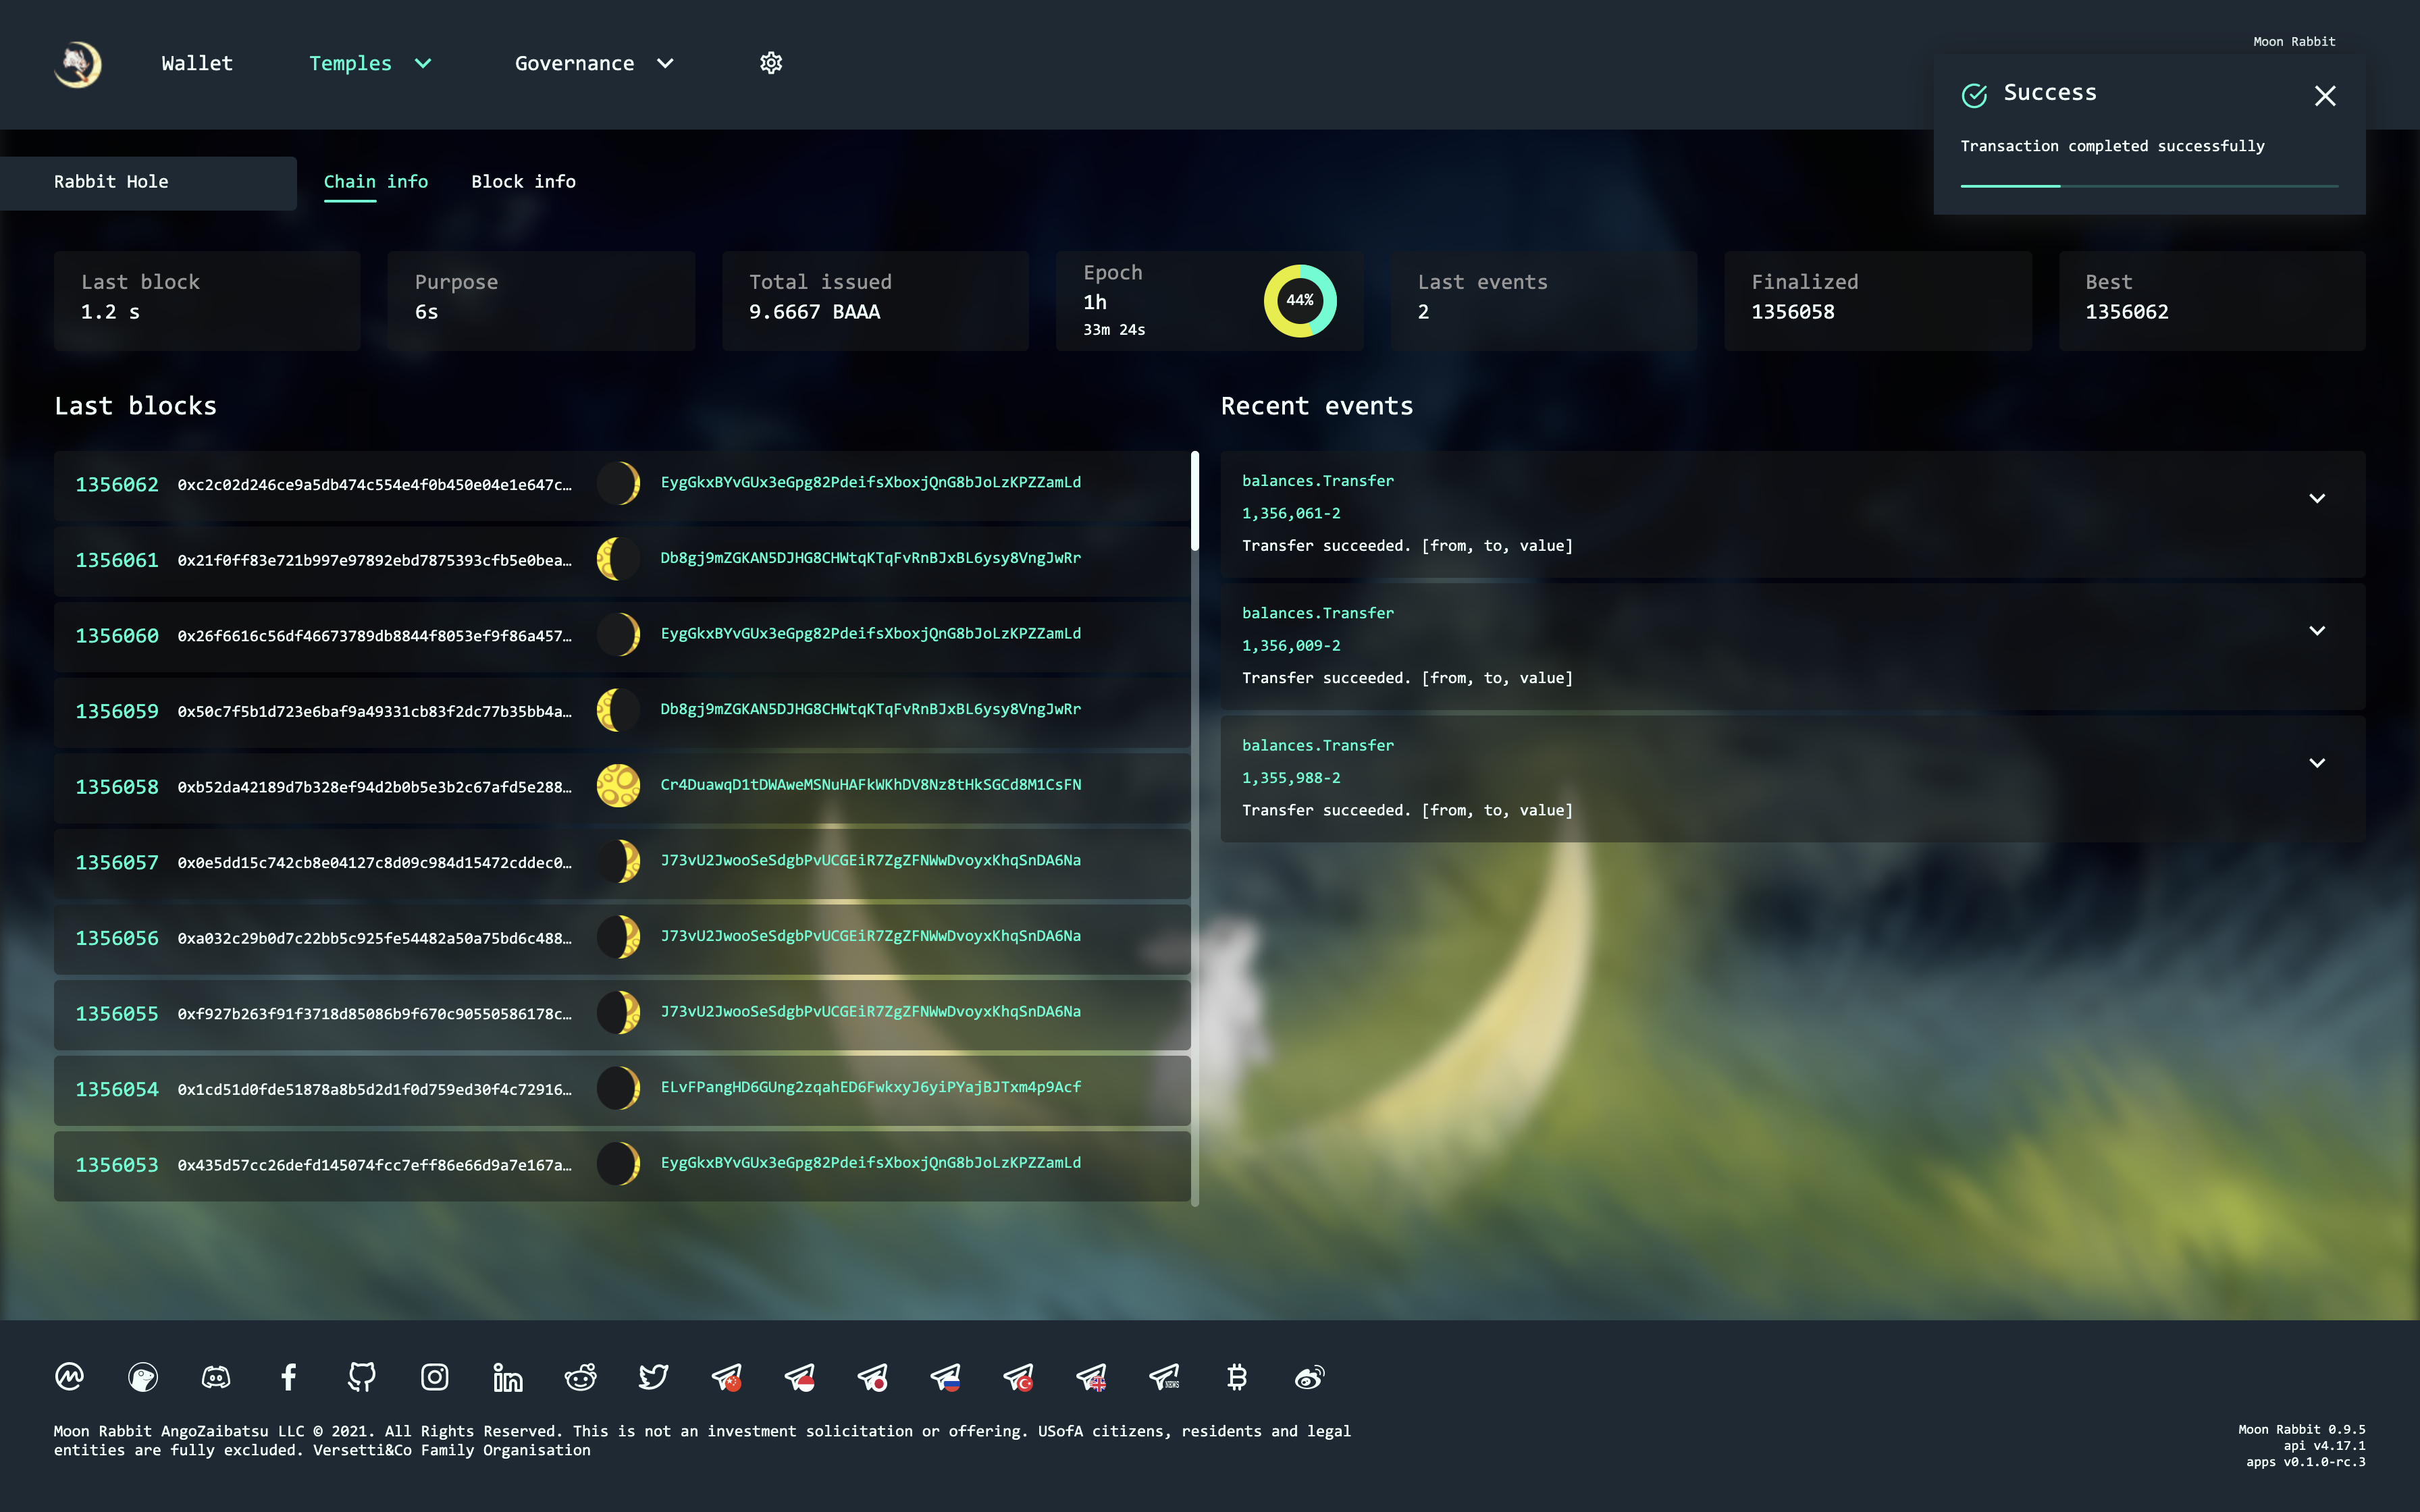 Wallet
Temples
Governance
Moon Rabbit
Success
Transaction completed successfully
Rabbit Hole
Chain info
Block info
Last block
1.2 s
Purpose
6s
Total issued
9.6667 BAAA
Epoch
1h
33m 24s
44%
Last events
2
Finalized
1356058
Best
1356062
Last blocks
1356062 0xc2c02d246ce9a5db474c554e4f0b450e04e1e647c… EygGkxBYvGUx3eGpg82PdeifsXboxjQnG8bJoLzKPZZamLd
1356061 0x21f0ff83e721b997e97892ebd7875393cfb5e0bea… Db8gj9mZGKAN5DJHG8CHWtqKTqFvRnBJxBL6ysy8VngJwRr
1356060 0x26f6616c56df46673789db8844f8053ef9f86a457… EygGkxBYvGUx3eGpg82PdeifsXboxjQnG8bJoLzKPZZamLd
1356059 0x50c7f5b1d723e6baf9a49331cb83f2dc77b35bb4a… Db8gj9mZGKAN5DJHG8CHWtqKTqFvRnBJxBL6ysy8VngJwRr
1356058 0xb52da42189d7b328ef94d2b0b5e3b2c67afd5e288… Cr4DuawqD1tDWAweMSNuHAFkWKhDV8Nz8tHkSGCd8M1CsFN
1356057 0x0e5dd15c742cb8e04127c8d09c984d15472cddec0… J73vU2JwooSeSdgbPvUCGEiR7ZgZFNWwDvoyxKhqSnDA6Na
1356056 0xa032c29b0d7c22bb5c925fe54482a50a75bd6c488… J73vU2JwooSeSdgbPvUCGEiR7ZgZFNWwDvoyxKhqSnDA6Na
1356055 0xf927b263f91f3718d85086b9f670c90550586178c… J73vU2JwooSeSdgbPvUCGEiR7ZgZFNWwDvoyxKhqSnDA6Na
1356054 0x1cd51d0fde51878a8b5d2d1f0d759ed30f4c72916… ELvFPangHD6GUng2zqahED6FwkxyJ6yiPYajBJTxm4p9Acf
1356053 0x435d57cc26defd145074fcc7eff86e66d9a7e167a… EygGkxBYvGUx3eGpg82PdeifsXboxjQnG8bJoLzKPZZamLd
Recent events
balances.Transfer
1,356,061-2
Transfer succeeded. [from, to, value]
balances.Transfer
1,356,009-2
Transfer succeeded. [from, to, value]
balances.Transfer
1,355,988-2
Transfer succeeded. [from, to, value]
NEWS
Moon Rabbit AngoZaibatsu LLC © 2021. All Rights Reserved. This is not an investment solicitation or offering. USofA citizens, residents and legal
entities are fully excluded. Versetti&Co Family Organisation
Moon Rabbit 0.9.5
api v4.17.1
apps v0.1.0-rc.3